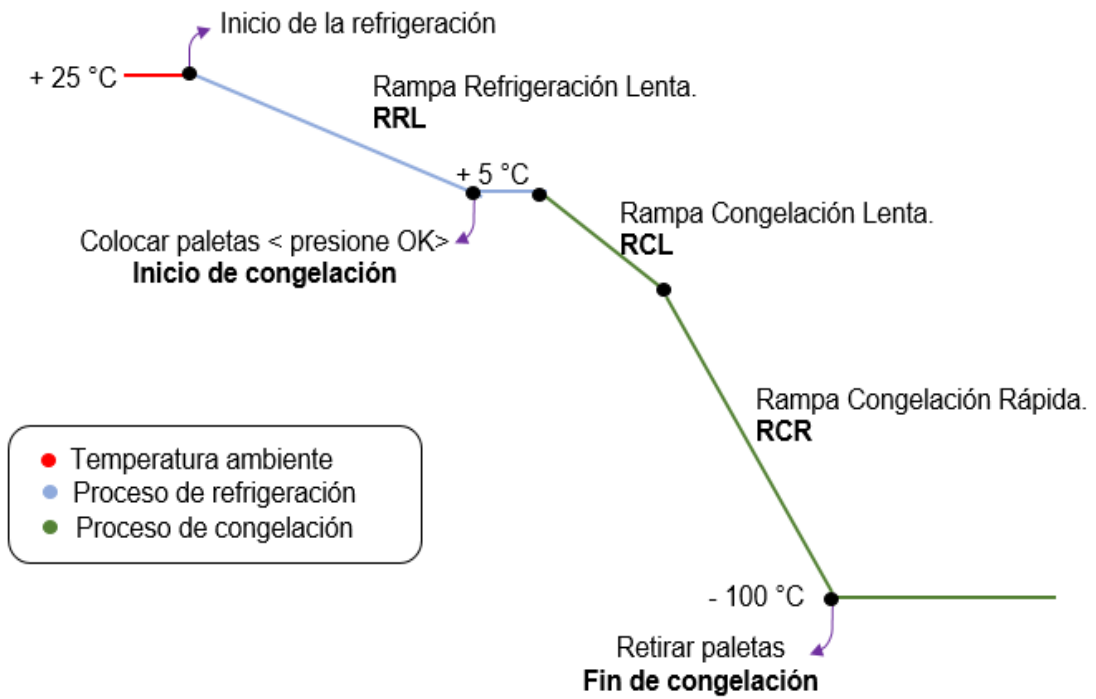 Inicio de la refrigeración
+ 25 °C
Rampa Refrigeración Lenta.
RRL
+ 5 °C
Rampa Congelación Lenta.
RCL
Colocar paletas < presione OK>
Inicio de congelación
Rampa Congelación Rápida.
RCR
Temperatura ambiente
Proceso de refrigeración
Proceso de congelación
- 100 °C
Retirar paletas
Fin de congelación